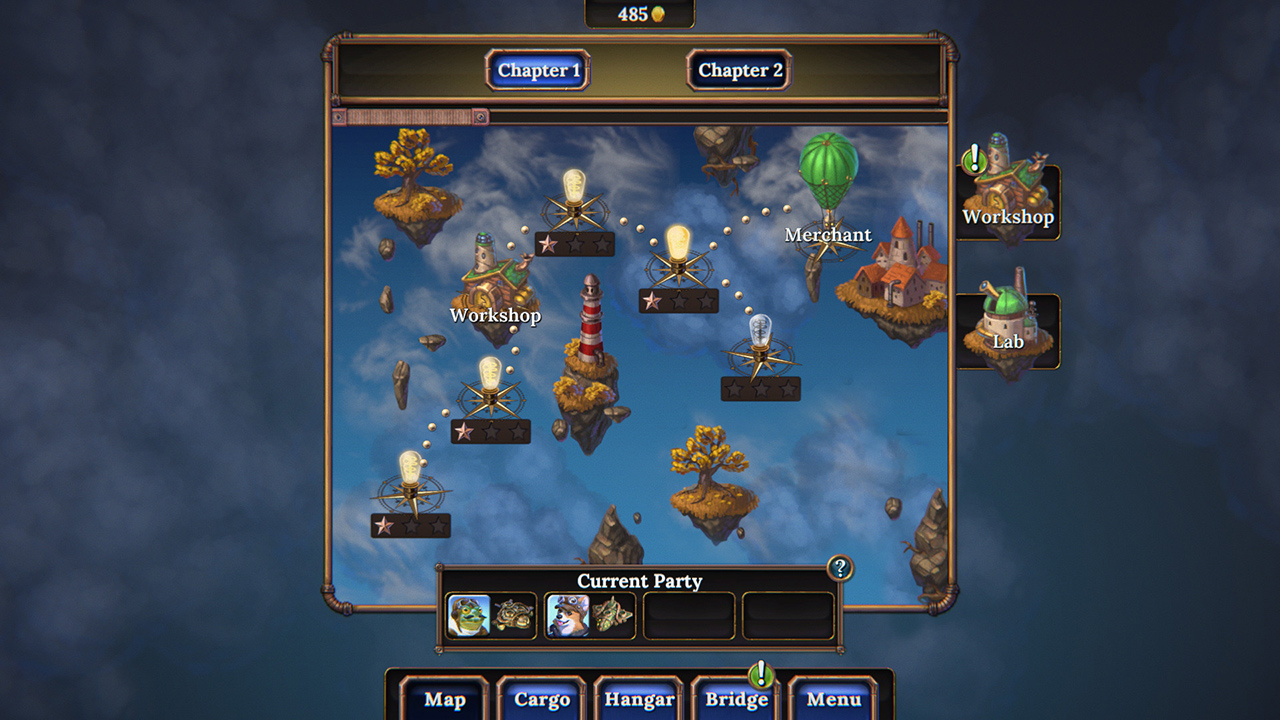 485
Chapter 1
Chapter 2
Merchant
Workshop
Workshop
Lab
?
Current Party
!
!
Map
Cargo
Hangar
Bridge
Menu